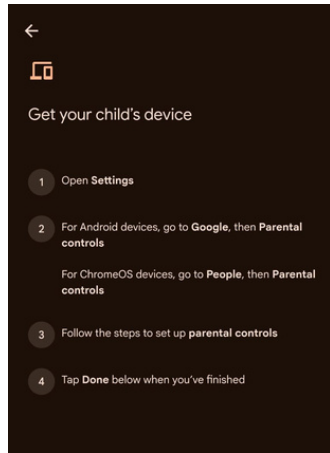 Get your child's device
1 Open Settings
2 For Android devices, go to Google, then Parental
controls
For ChromeOS devices, go to People, then Parental
controls
3 Follow the steps to set up parental controls
4 Tap Done below when you've finished